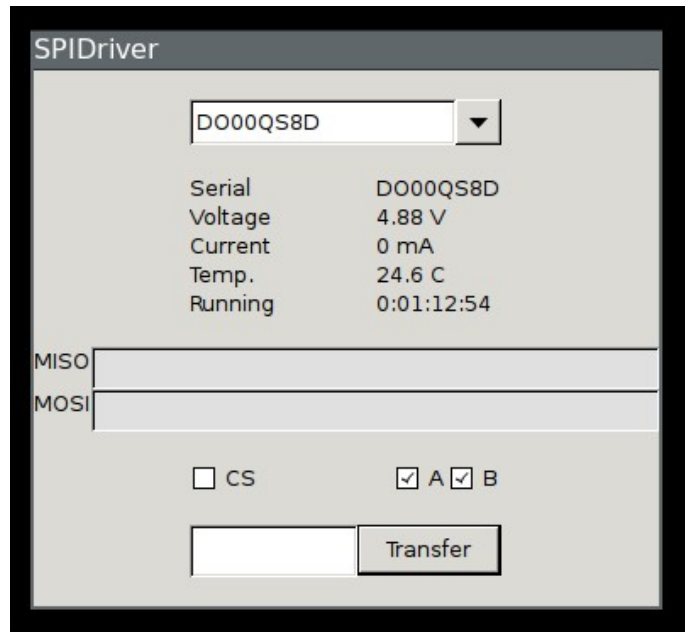 SPIDriver
DO00QS8D
Serial DO00QS8D
Voltage 4.88 V
Current 0 mA
Temp. 24.6 C
Running 0:01:12:54
MISO
MOSI
CS A B
Transfer